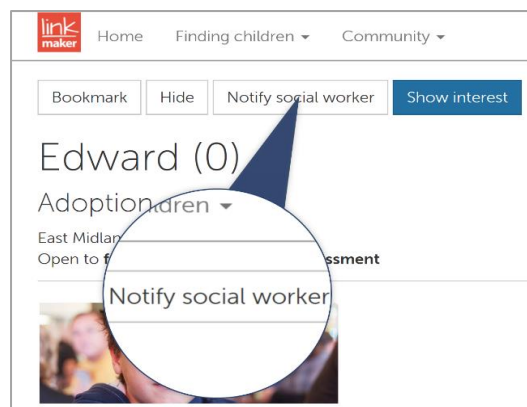 link
maker
Home Finding children Community
Bookmark Hide Notify social worker Show interest
Edward (0)
Adoption
dren
East Midlan
Open to
ssment
Notify social worker